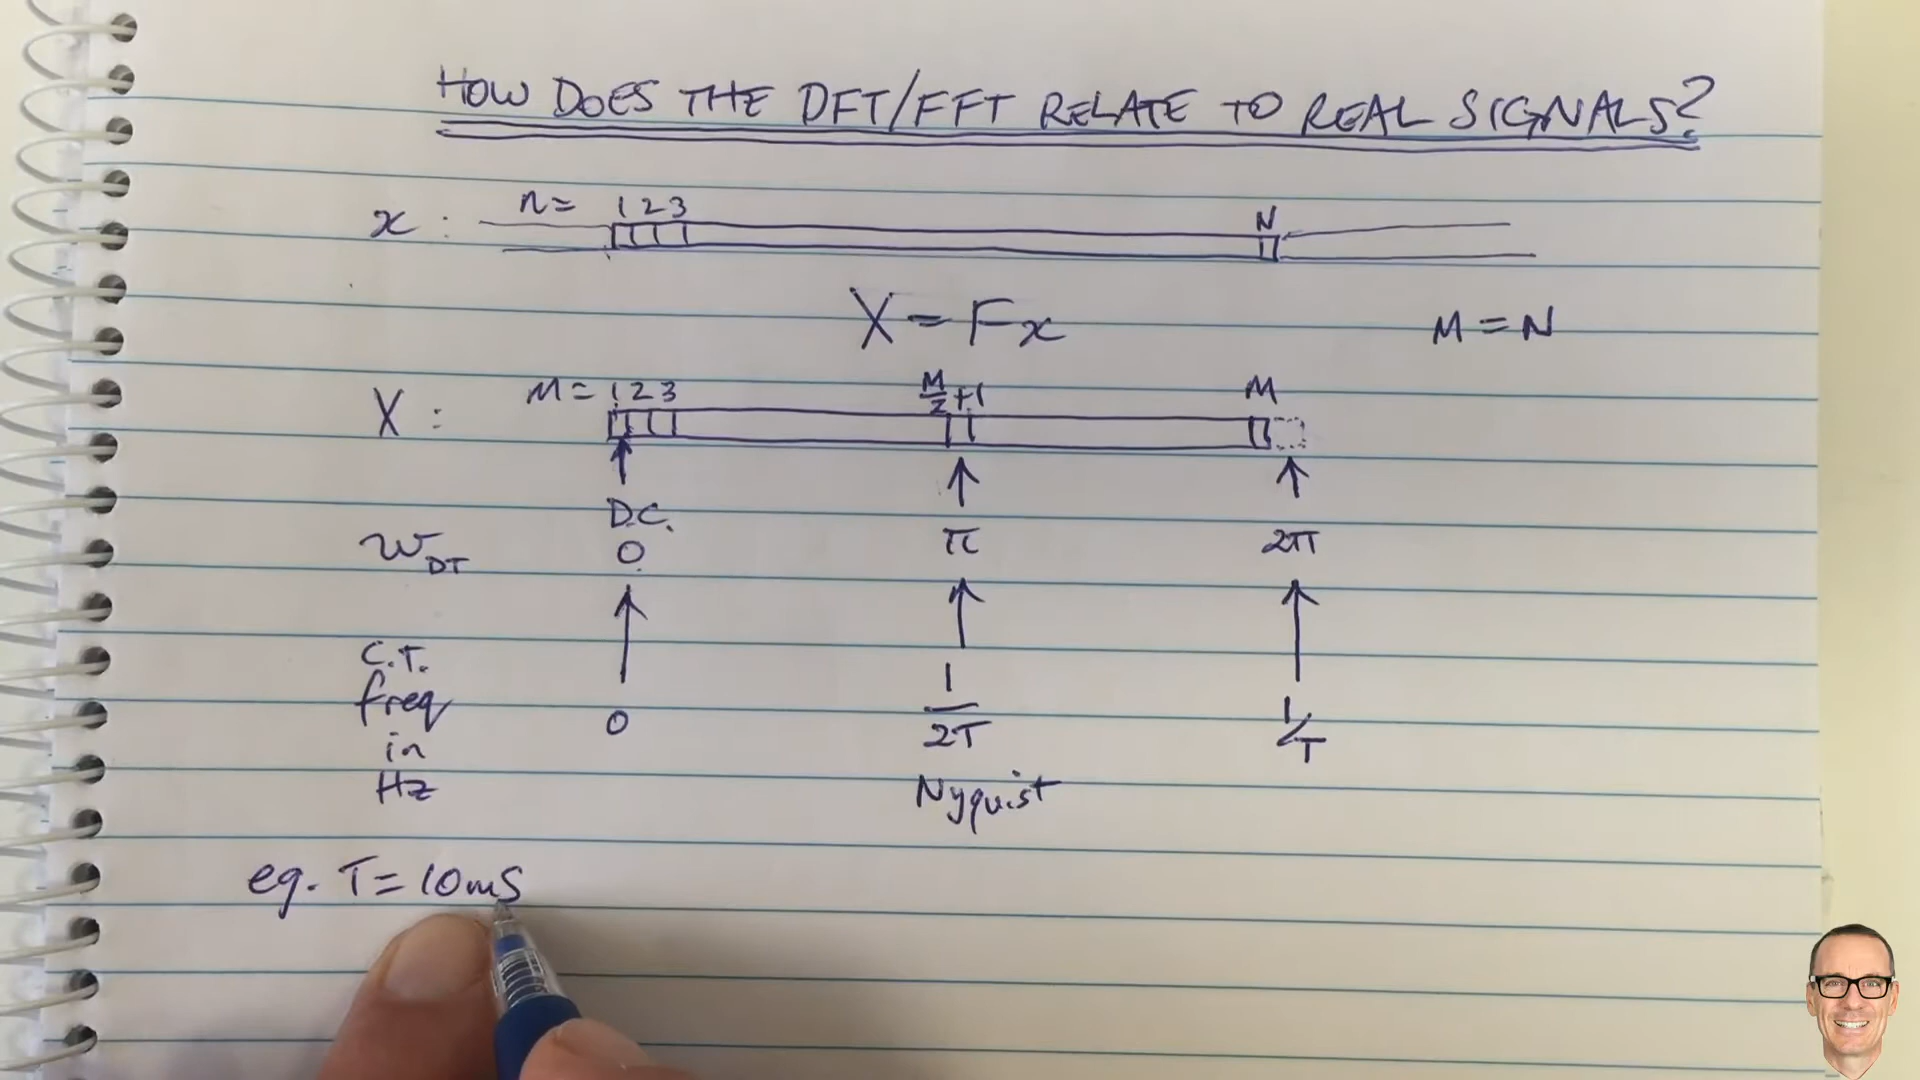 HOW DOES THE DFT/FFT RELATE TO REAL SIGNALS?
n= 1 2 3 N
x :
X = Fx M = N
M = 1 2 3 M/2 +1 M
X :
D.C.
ω_DT 0 π 2π
C.T.
freq 0 1/2T 1/T
in
Hz Nyquist
eg. T = 10mS